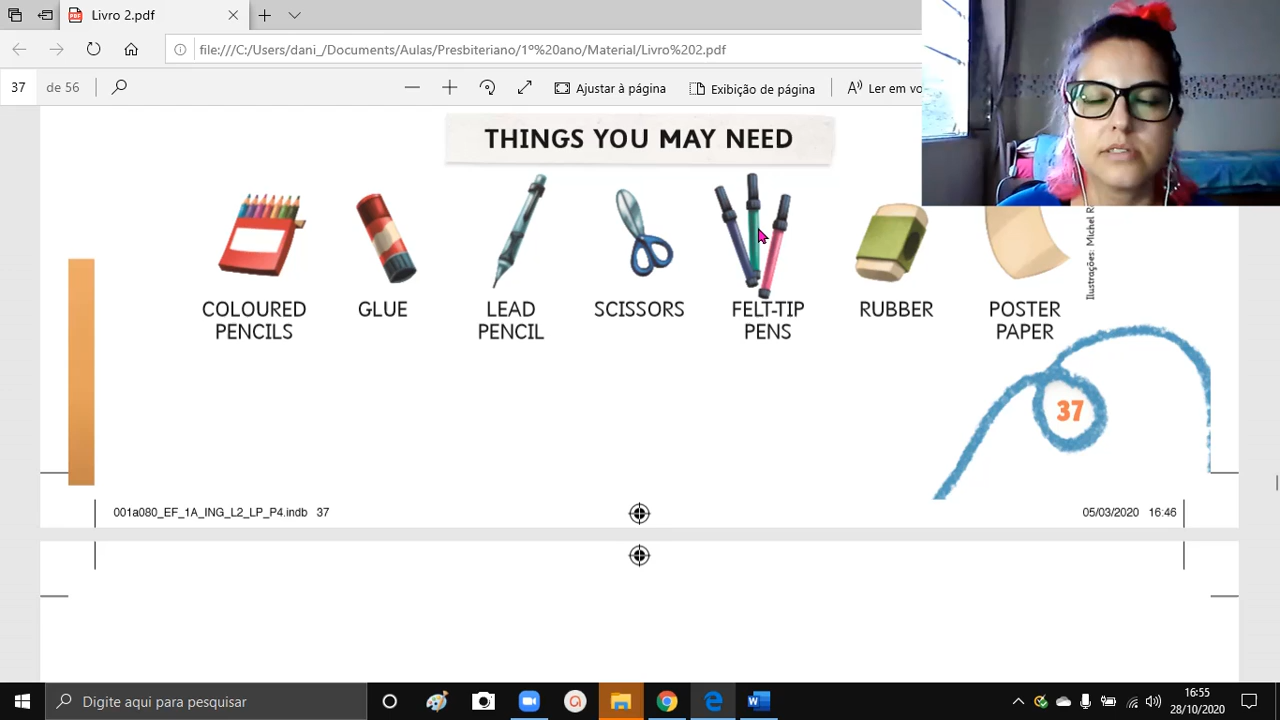 Livro 2.pdf
file:///C:/Users/dani_/Documents/Aulas/Presbiteriano/1º%20ano/Material/Livro%202.pdf
37 de 56
Ajustar à página
Exibição de página
Ler em vo
THINGS YOU MAY NEED
COLOURED
PENCILS
GLUE
LEAD
PENCIL
SCISSORS
FELT-TIP
PENS
RUBBER
POSTER
PAPER
Ilustrações: Michel R
37
001a080_EF_1A_ING_L2_LP_P4.indb 37
05/03/2020 16:46
Digite aqui para pesquisar
16:55
28/10/2020